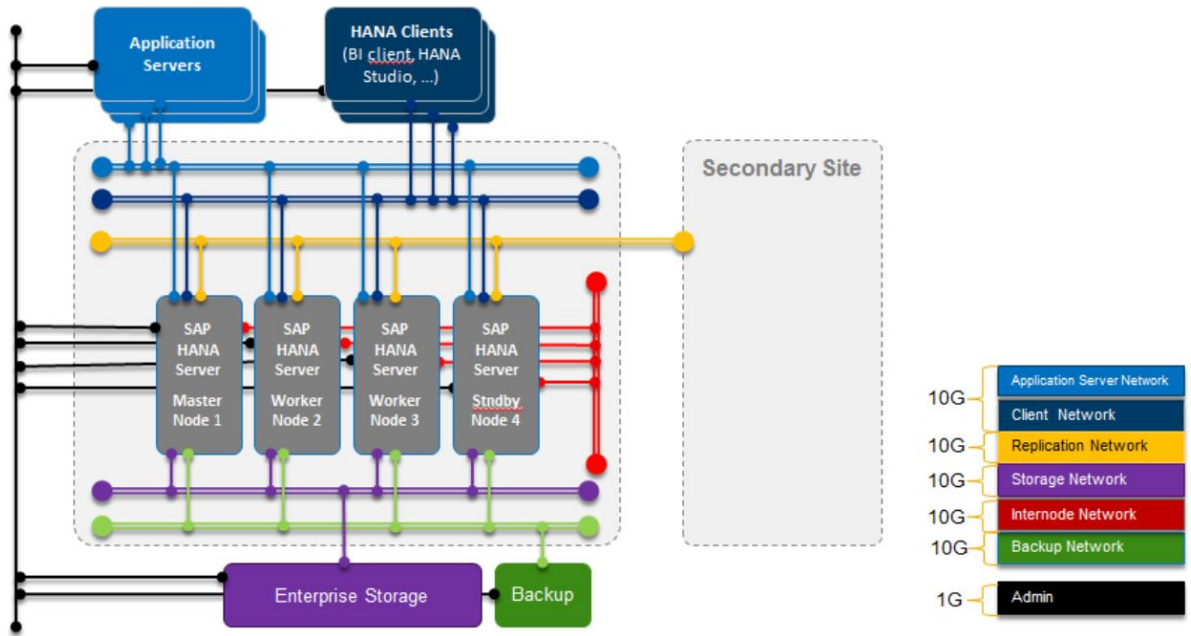 Application
Servers
HANA Clients
(BI client, HANA
Studio, ...)
Secondary Site
SAP
HANA
Server
Master
Node 1
SAP
HANA
Server
Worker
Node 2
SAP
HANA
Server
Worker
Node 3
SAP
HANA
Server
Stndby
Node 4
Enterprise Storage
Backup
10G
Application Server Network
Client Network
10G
Replication Network
10G
Storage Network
10G
Internode Network
10G
Backup Network
1G
Admin